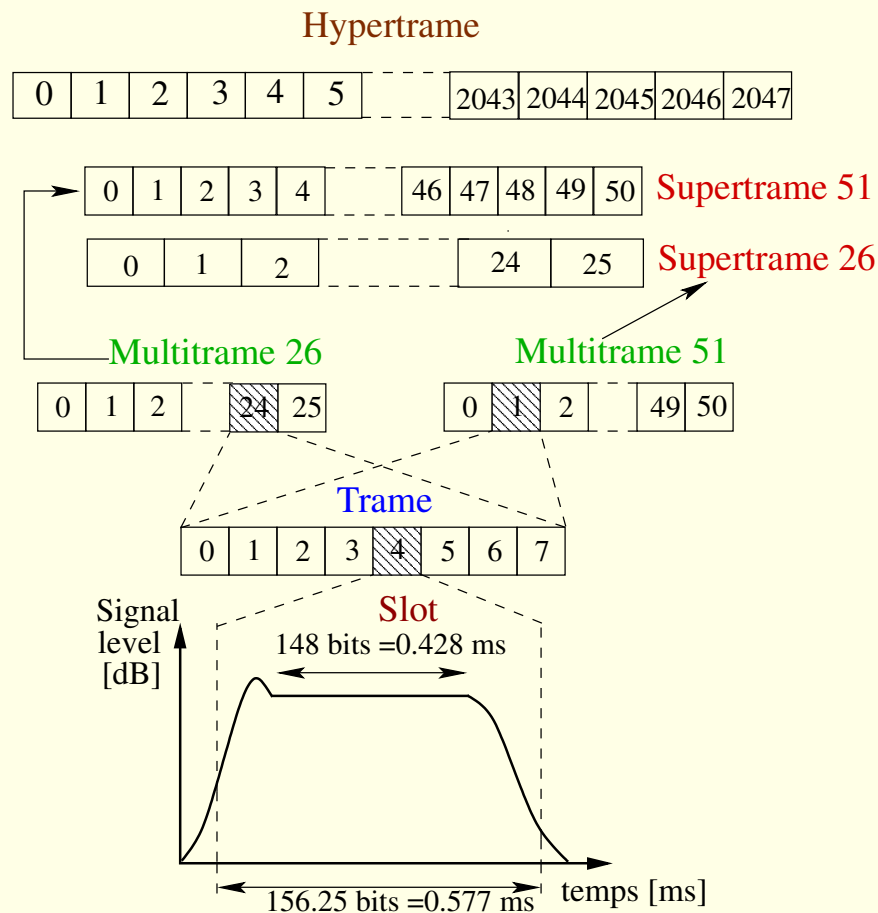 Hypertrame
0 1 2 3 4 5 2043 2044 2045 2046 2047
0 1 2 3 4 46 47 48 49 50 Supertrame 51
0 1 2 24 25 Supertrame 26
Multitrame 26 Multitrame 51
0 1 2 24 25 0 1 2 49 50
Trame
0 1 2 3 4 5 6 7
Signal
level
[dB]
Slot
148 bits =0.428 ms
temps [ms]
156.25 bits =0.577 ms